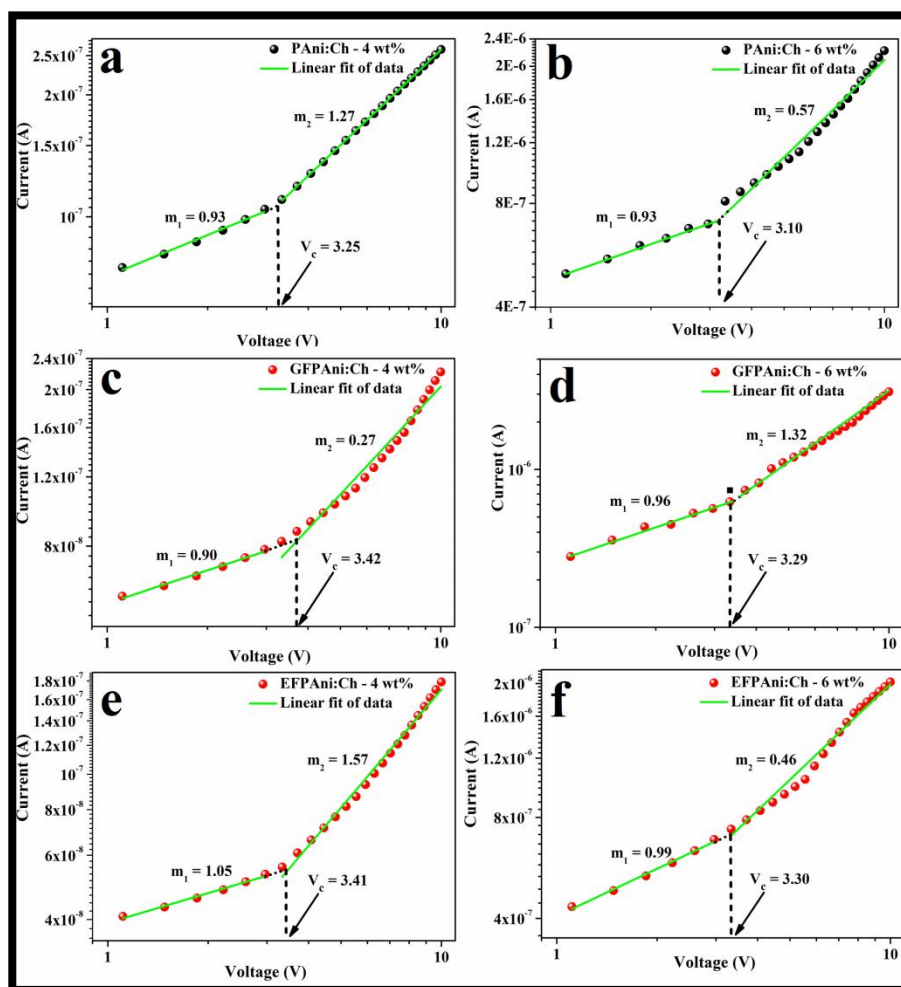 a
PAni:Ch - 4 wt%
Linear fit of data
m2 = 1.27
m1 = 0.93
Vc = 3.25
2.5x10-7
2x10-7
1.5x10-7
10-7
Current (A)
1
10
Voltage (V)
b
PAni:Ch - 6 wt%
Linear fit of data
m2 = 0.57
m1 = 0.93
Vc = 3.10
2.4E-6
2E-6
1.6E-6
1.2E-6
8E-7
4E-7
Current (A)
1
10
Voltage (V)
c
GFPAni:Ch - 4 wt%
Linear fit of data
m2 = 0.27
m1 = 0.90
Vc = 3.42
2.4x10-7
2x10-7
1.6x10-7
1.2x10-7
8x10-8
Current (A)
1
10
Voltage (V)
d
GFPAni:Ch - 6 wt%
Linear fit of data
m2 = 1.32
m1 = 0.96
Vc = 3.29
10-6
10-7
Current (A)
1
10
Voltage (V)
e
EFPAni:Ch - 4 wt%
Linear fit of data
m2 = 1.57
m1 = 1.05
Vc = 3.41
1.8x10-7
1.6x10-7
1.4x10-7
1.2x10-7
10-7
8x10-8
6x10-8
4x10-8
Current (A)
1
10
Voltage (V)
f
EFPAni:Ch - 6 wt%
Linear fit of data
m2 = 0.46
m1 = 0.99
Vc = 3.30
2x10-6
1.6x10-6
1.2x10-6
8x10-7
4x10-7
Current (A)
1
10
Voltage (V)